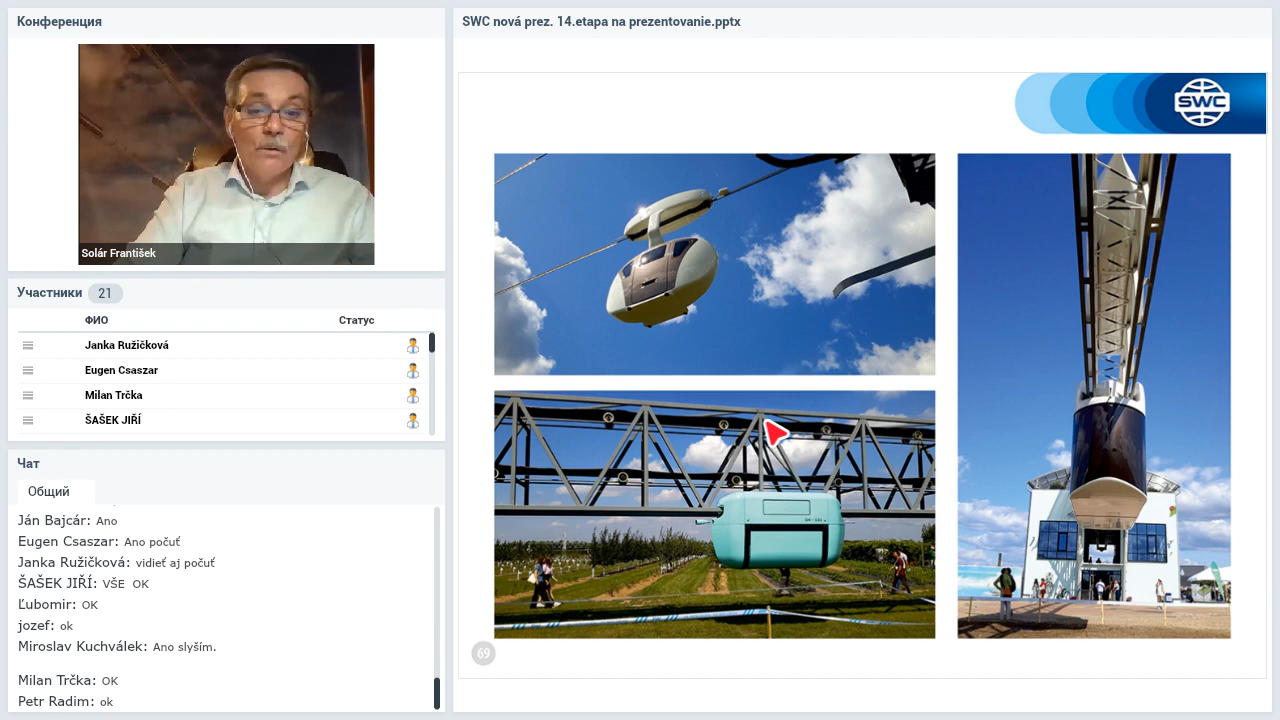 Конференция
Solár František
Участники 21
ФИО Статус
Janka Ružičková
Eugen Csaszar
Milan Trčka
ŠAŠEK JIŘÍ
Чат
Общий
Ján Bajcár: Ano
Eugen Csaszar: Ano počuť
Janka Ružičková: vidieť aj počuť
ŠAŠEK JIŘÍ: VŠE OK
Ľubomir: OK
jozef: ok
Miroslav Kuchválek: Ano slyším.
Milan Trčka: OK
Petr Radim: ok
SWC nová prez. 14.etapa na prezentovanie.pptx
SWC
69